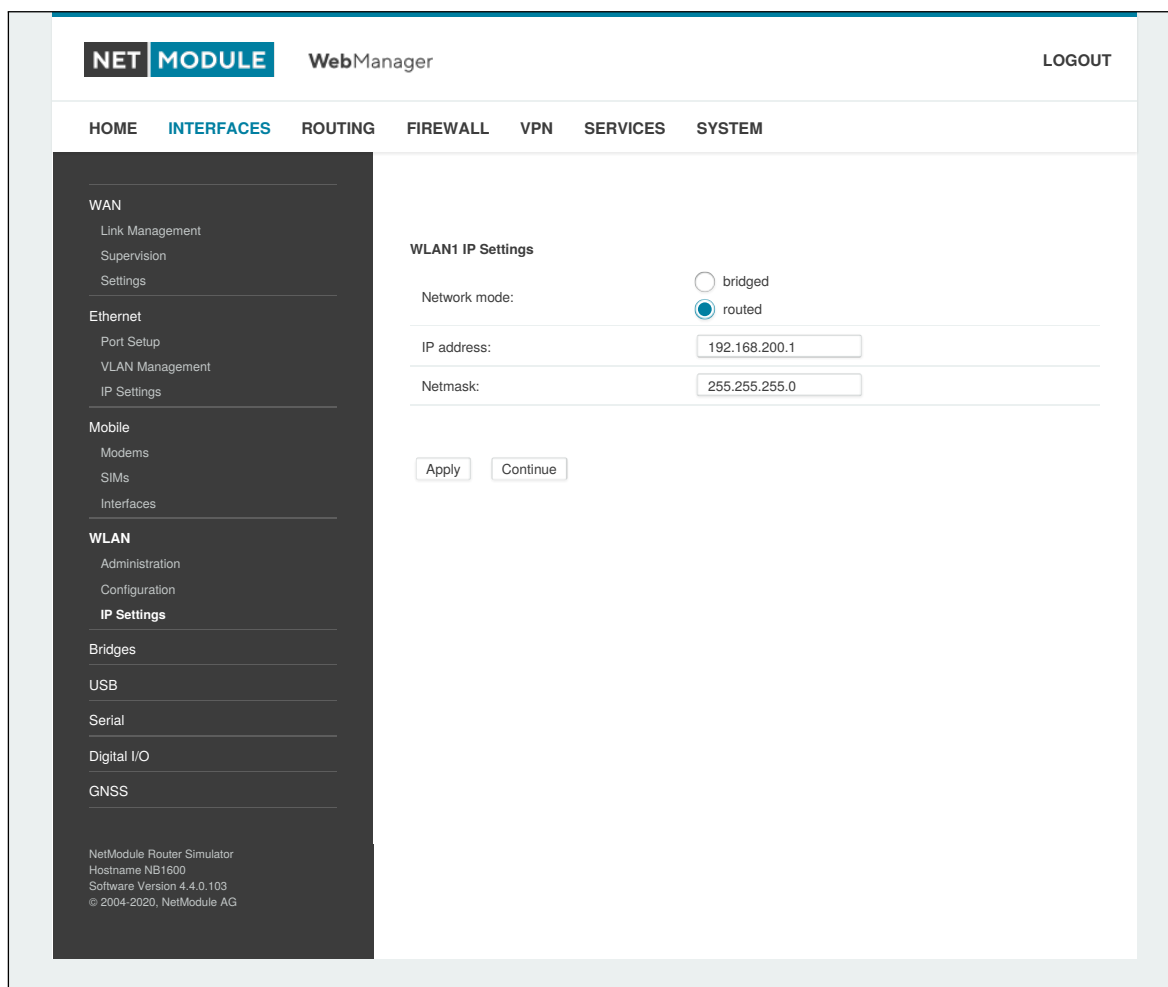 NET MODULE WebManager LOGOUT
HOME INTERFACES ROUTING FIREWALL VPN SERVICES SYSTEM
WAN
Link Management
Supervision
Settings
Ethernet
Port Setup
VLAN Management
IP Settings
Mobile
Modems
SIMs
Interfaces
WLAN
Administration
Configuration
IP Settings
Bridges
USB
Serial
Digital I/O
GNSS
NetModule Router Simulator
Hostname NB1600
Software Version 4.4.0.103
© 2004-2020, NetModule AG
WLAN1 IP Settings
Network mode:
bridged
routed
IP address: 192.168.200.1
Netmask: 255.255.255.0
Apply Continue